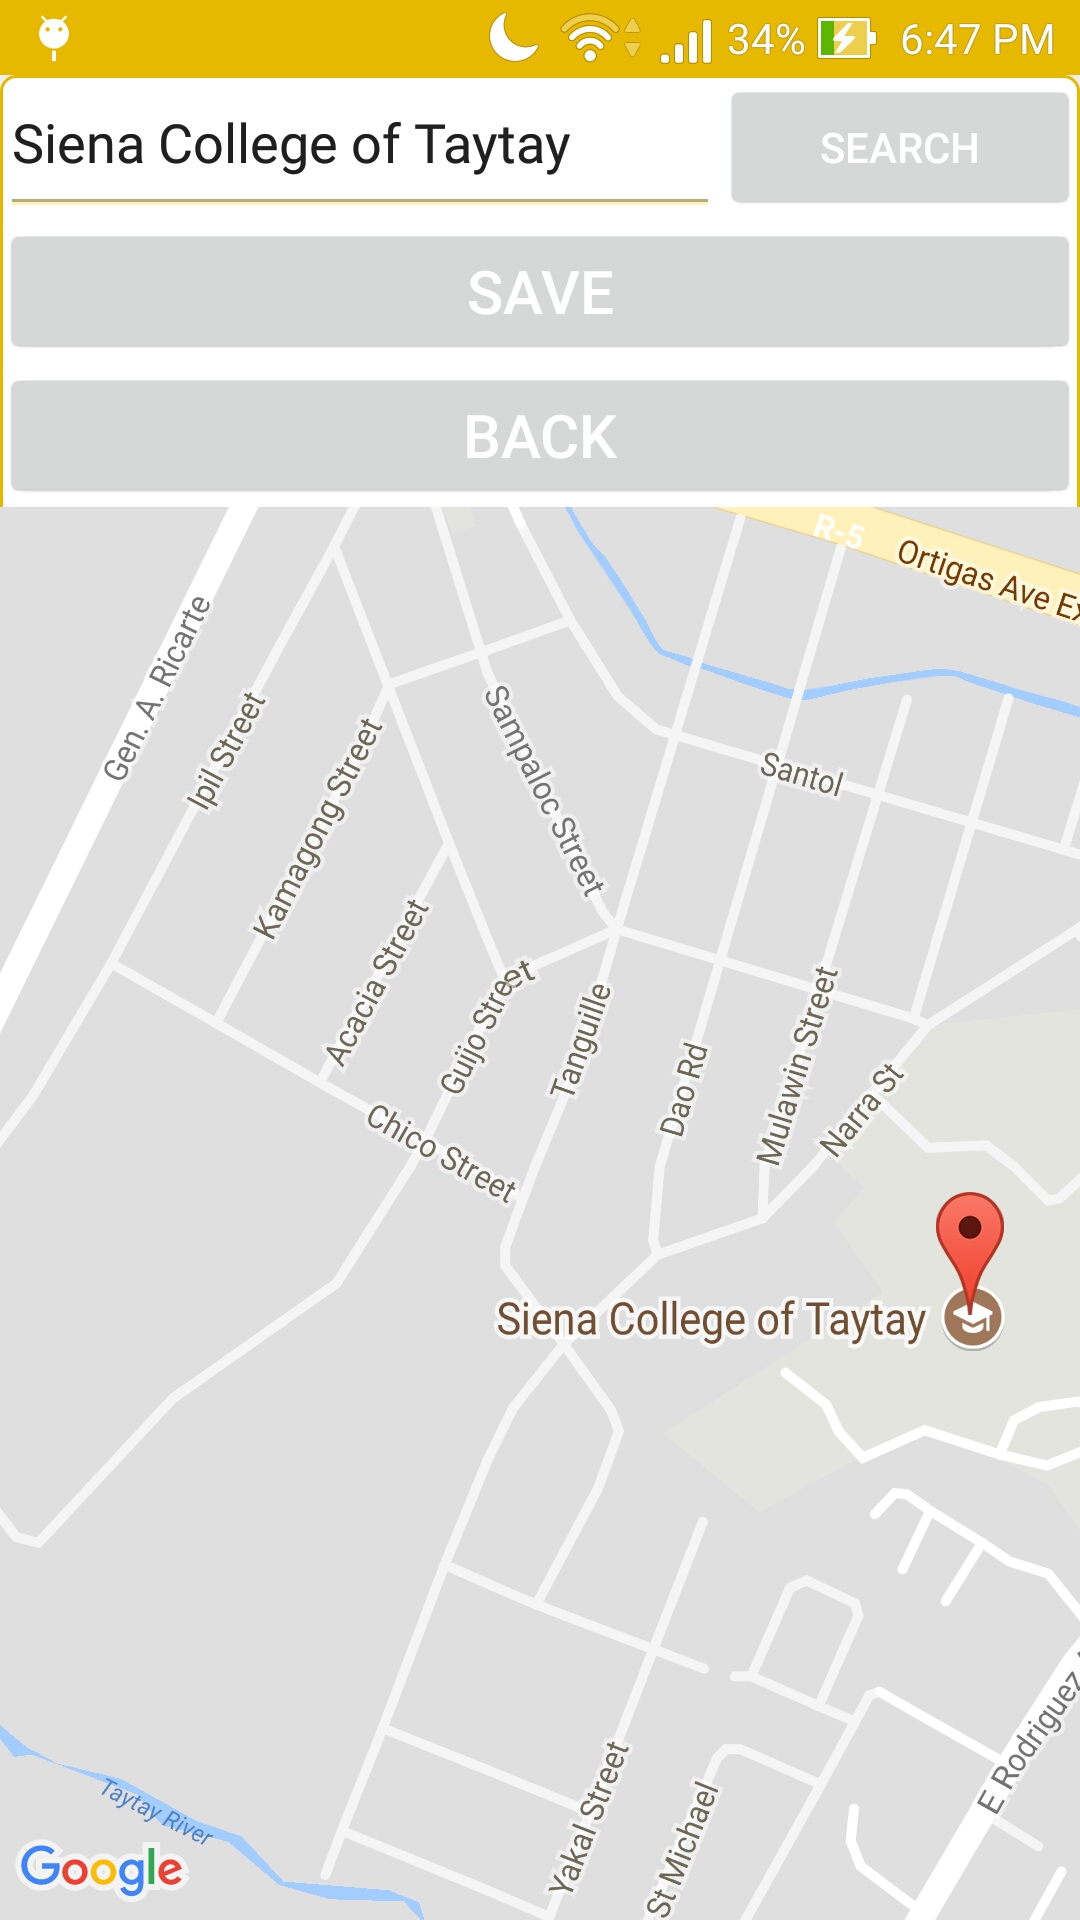 34% 6:47 PM
Siena College of Taytay
SEARCH
SAVE
BACK
R-5
Ortigas Ave Ex
Gen. A. Ricarte
Ipil Street
Kamagong Street
Sampaloc Street
Santol
Acacia Street
Guijo Street
Tanguille
Dao Rd
Mulawin Street
Narra St
Chico Street
Siena College of Taytay
E Rodriguez
Yakal Street
St Michael
Taytay River
Google